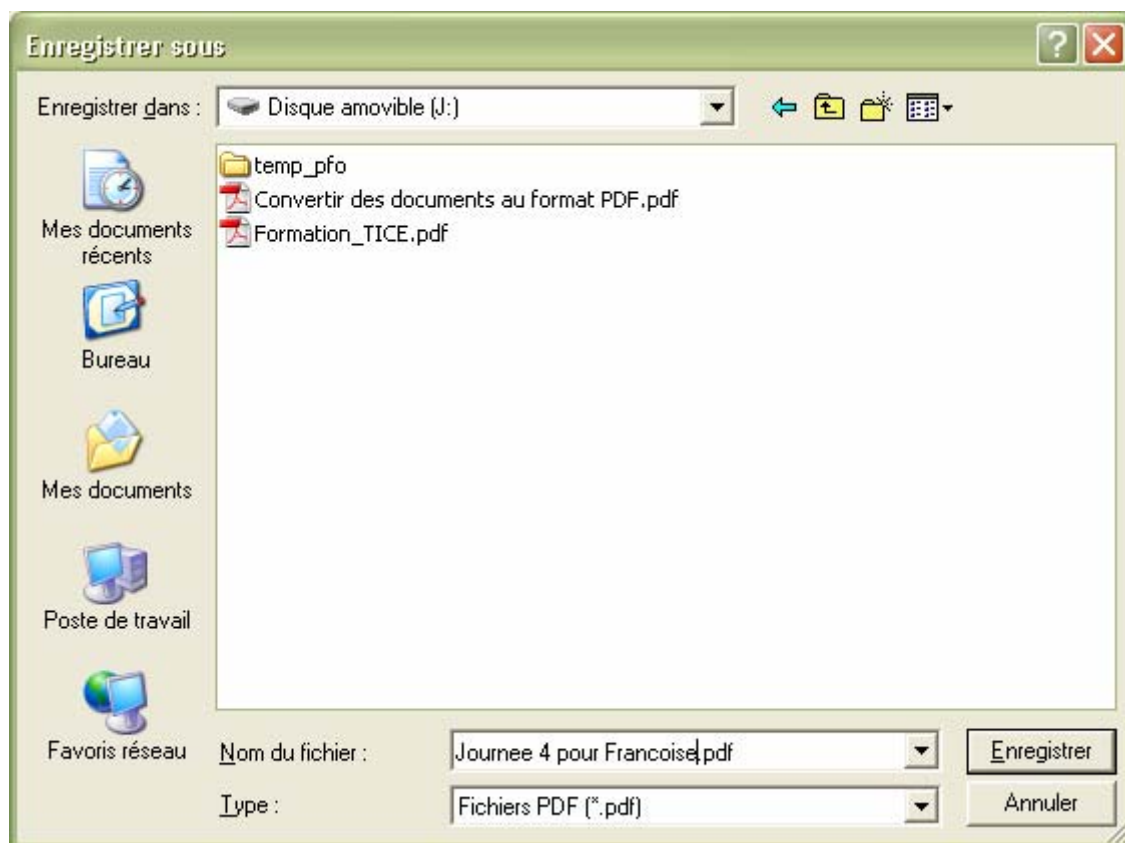 Enregistrer sous
Enregistrer dans :
Disque amovible (J:)
temp_pfo
Convertir des documents au format PDF.pdf
Formation_TICE.pdf
Mes documents
récents
Bureau
Mes documents
Poste de travail
Favoris réseau
Nom du fichier :
Journee 4 pour Francoise.pdf
Enregistrer
Type :
Fichiers PDF (*.pdf)
Annuler